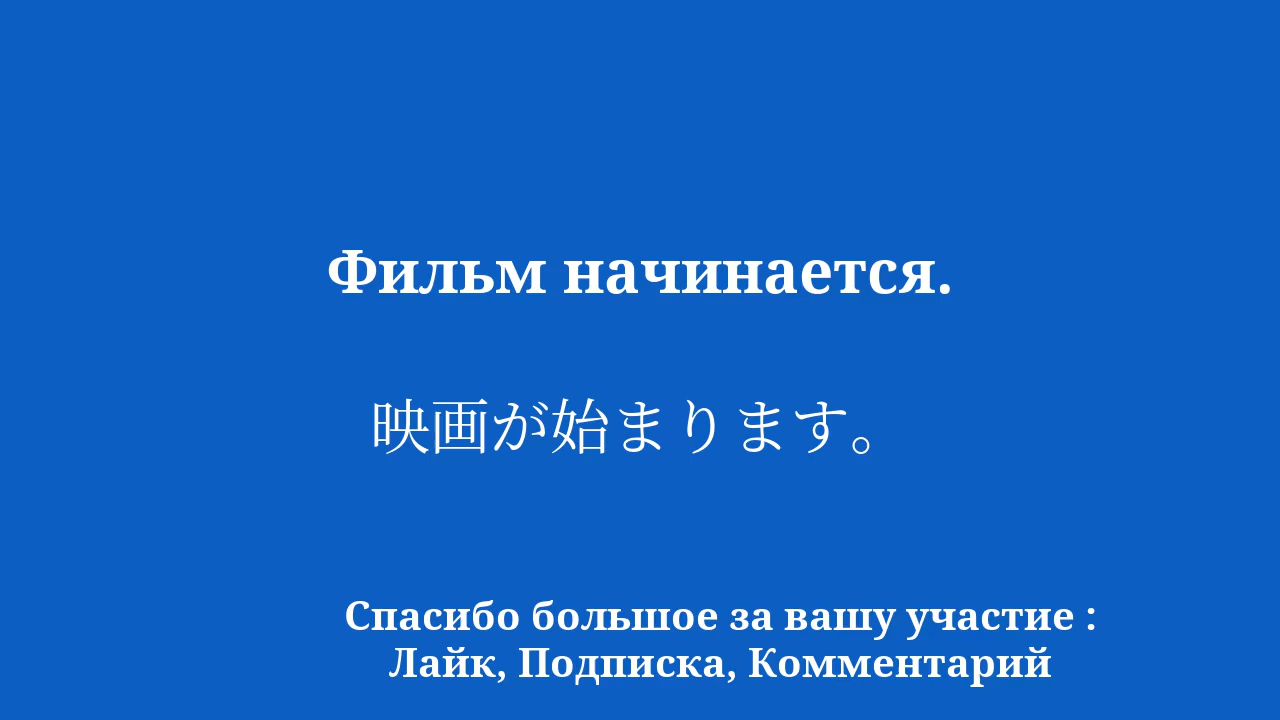 Фильм начинается.
映画が始まります。
Спасибо большое за вашу участие :
Лайк, Подписка, Комментарий